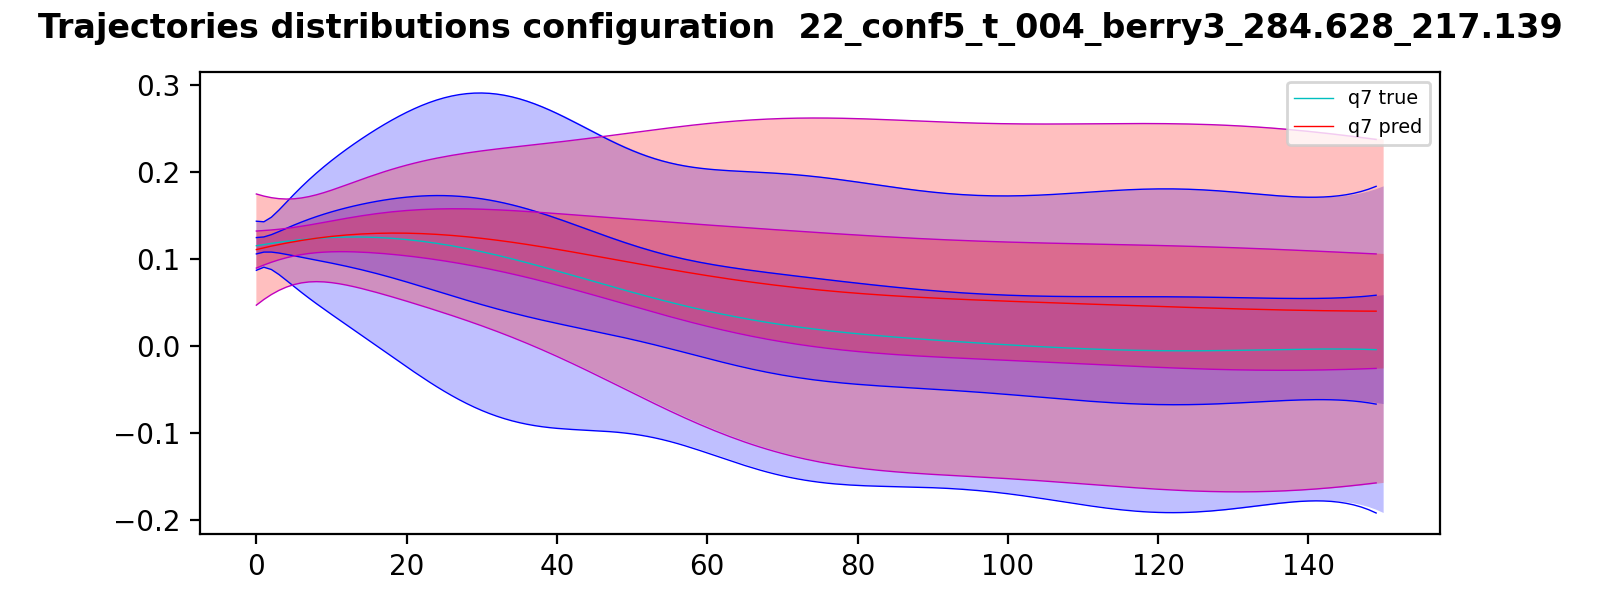 Trajectories distributions configuration  22_conf5_t_004_berry3_284.628_217.139
0.3
0.2
0.1
0.0
−0.1
−0.2
q7 true
q7 pred
0 20 40 60 80 100 120 140